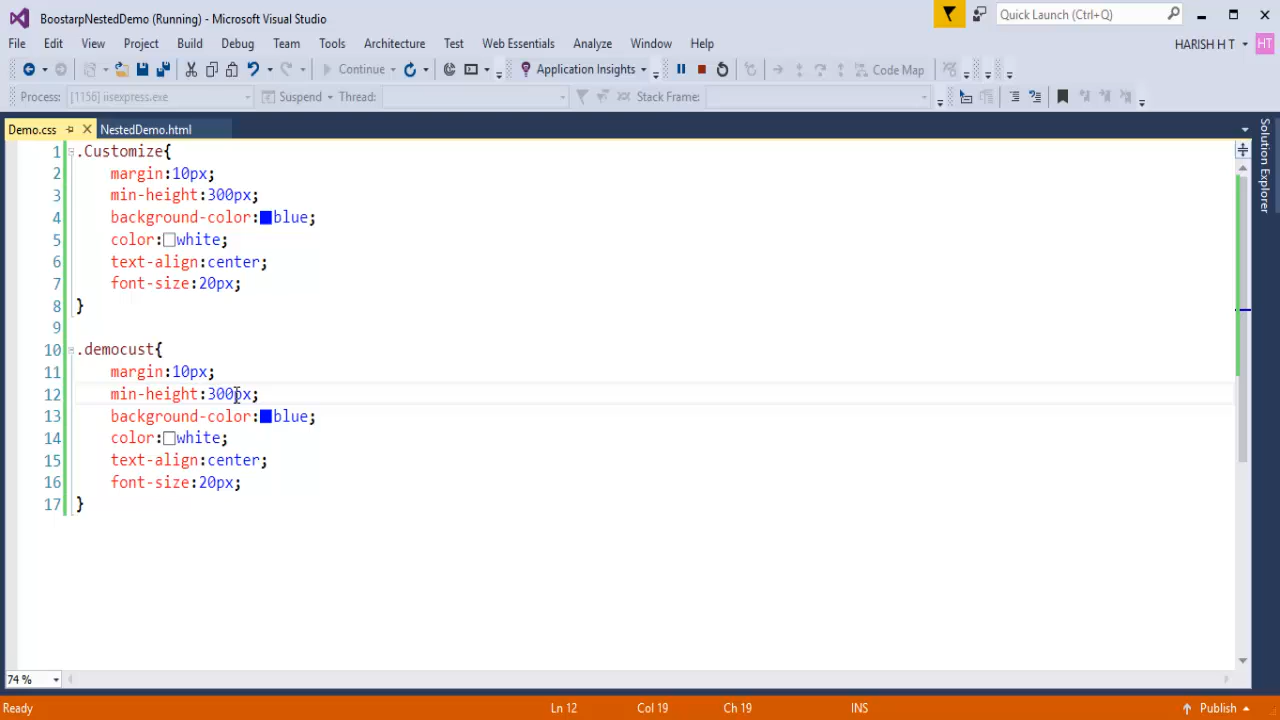 BoostarpNestedDemo (Running) - Microsoft Visual Studio
Quick Launch (Ctrl+Q)
File Edit View Project Build Debug Team Tools Architecture Test Web Essentials Analyze Window Help
HARISH H T HT
Continue Application Insights Code Map
Process: [1156] iisexpress.exe Suspend Thread: Stack Frame:
Demo.css NestedDemo.html
Solution Explorer
1 .Customize{
2 margin:10px;
3 min-height:300px;
4 background-color:blue;
5 color:white;
6 text-align:center;
7 font-size:20px;
8 }
9
10 .democust{
11 margin:10px;
12 min-height:300px;
13 background-color:blue;
14 color:white;
15 text-align:center;
16 font-size:20px;
17 }
74 %
Ready Ln 12 Col 19 Ch 19 INS Publish